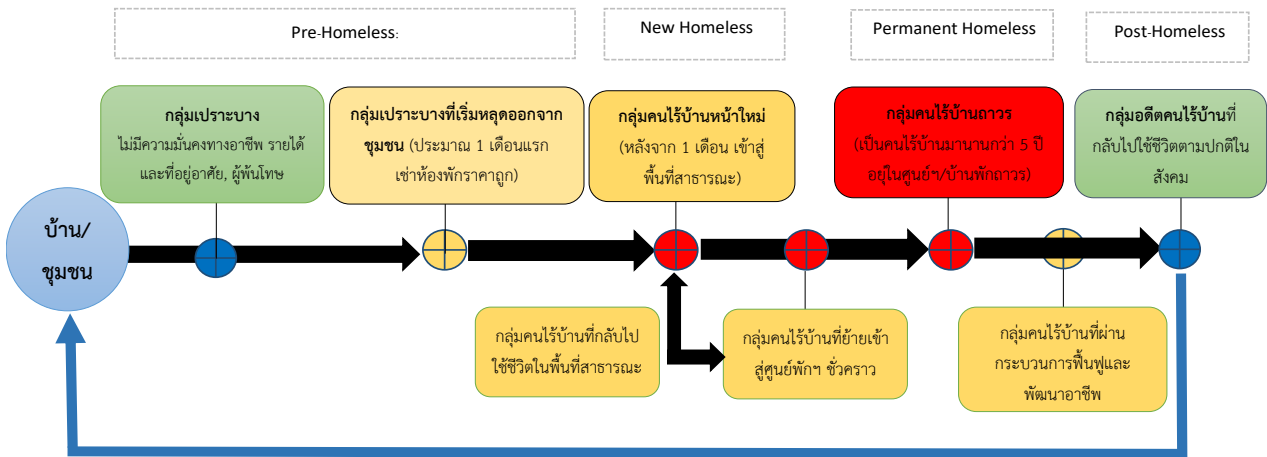 Pre-Homeless:
New Homeless
Permanent Homeless
Post-Homeless
กลุ่มเปราะบาง
ไม่มีความมั่นคงทางอาชีพ รายได้
และที่อยู่อาศัย, ผู้พ้นโทษ
กลุ่มเปราะบางที่เริ่มหลุดออกจาก
ชุมชน (ประมาณ 1 เดือนแรก
เช่าห้องพักราคาถูก)
กลุ่มคนไร้บ้านหน้าใหม่
(หลังจาก 1 เดือน เข้าสู่
พื้นที่สาธารณะ)
กลุ่มคนไร้บ้านถาวร
(เป็นคนไร้บ้านมานานกว่า 5 ปี
อยู่ในศูนย์ฯ/บ้านพักถาวร)
กลุ่มอดีตคนไร้บ้านที่
กลับไปใช้ชีวิตตามปกติใน
สังคม
บ้าน/
ชุมชน
กลุ่มคนไร้บ้านที่กลับไป
ใช้ชีวิตในพื้นที่สาธารณะ
กลุ่มคนไร้บ้านที่ย้ายเข้า
สู่ศูนย์พักฯ ชั่วคราว
กลุ่มคนไร้บ้านที่ผ่าน
กระบวนการฟื้นฟูและ
พัฒนาอาชีพ